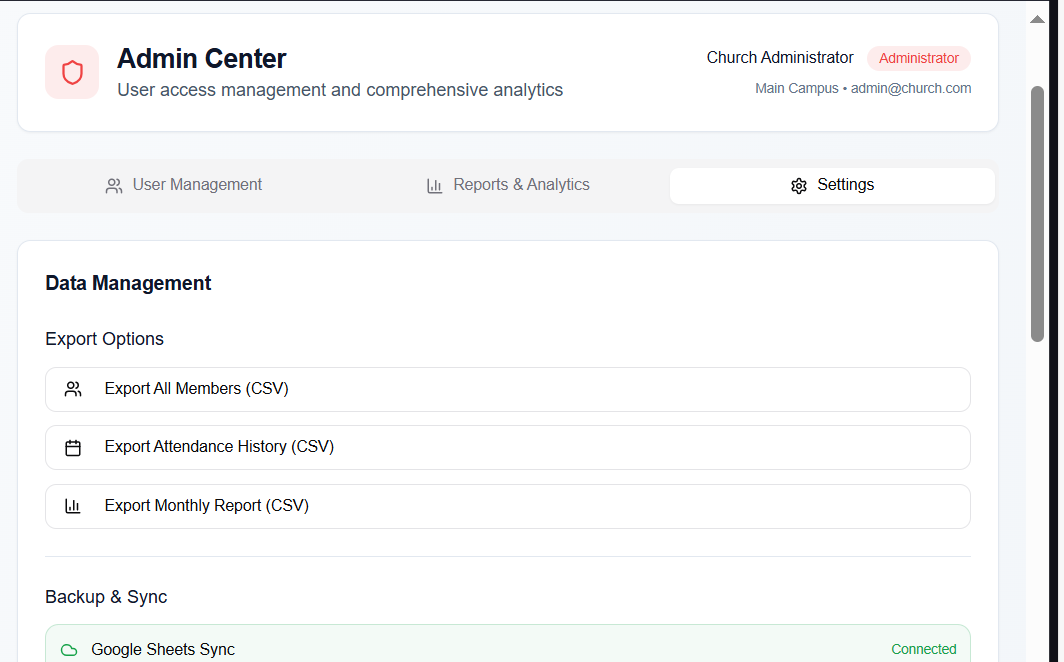 Admin Center
User access management and comprehensive analytics
Church Administrator Administrator
Main Campus • admin@church.com
User Management Reports & Analytics Settings
Data Management
Export Options
Export All Members (CSV)
Export Attendance History (CSV)
Export Monthly Report (CSV)
Backup & Sync
Google Sheets Sync Connected